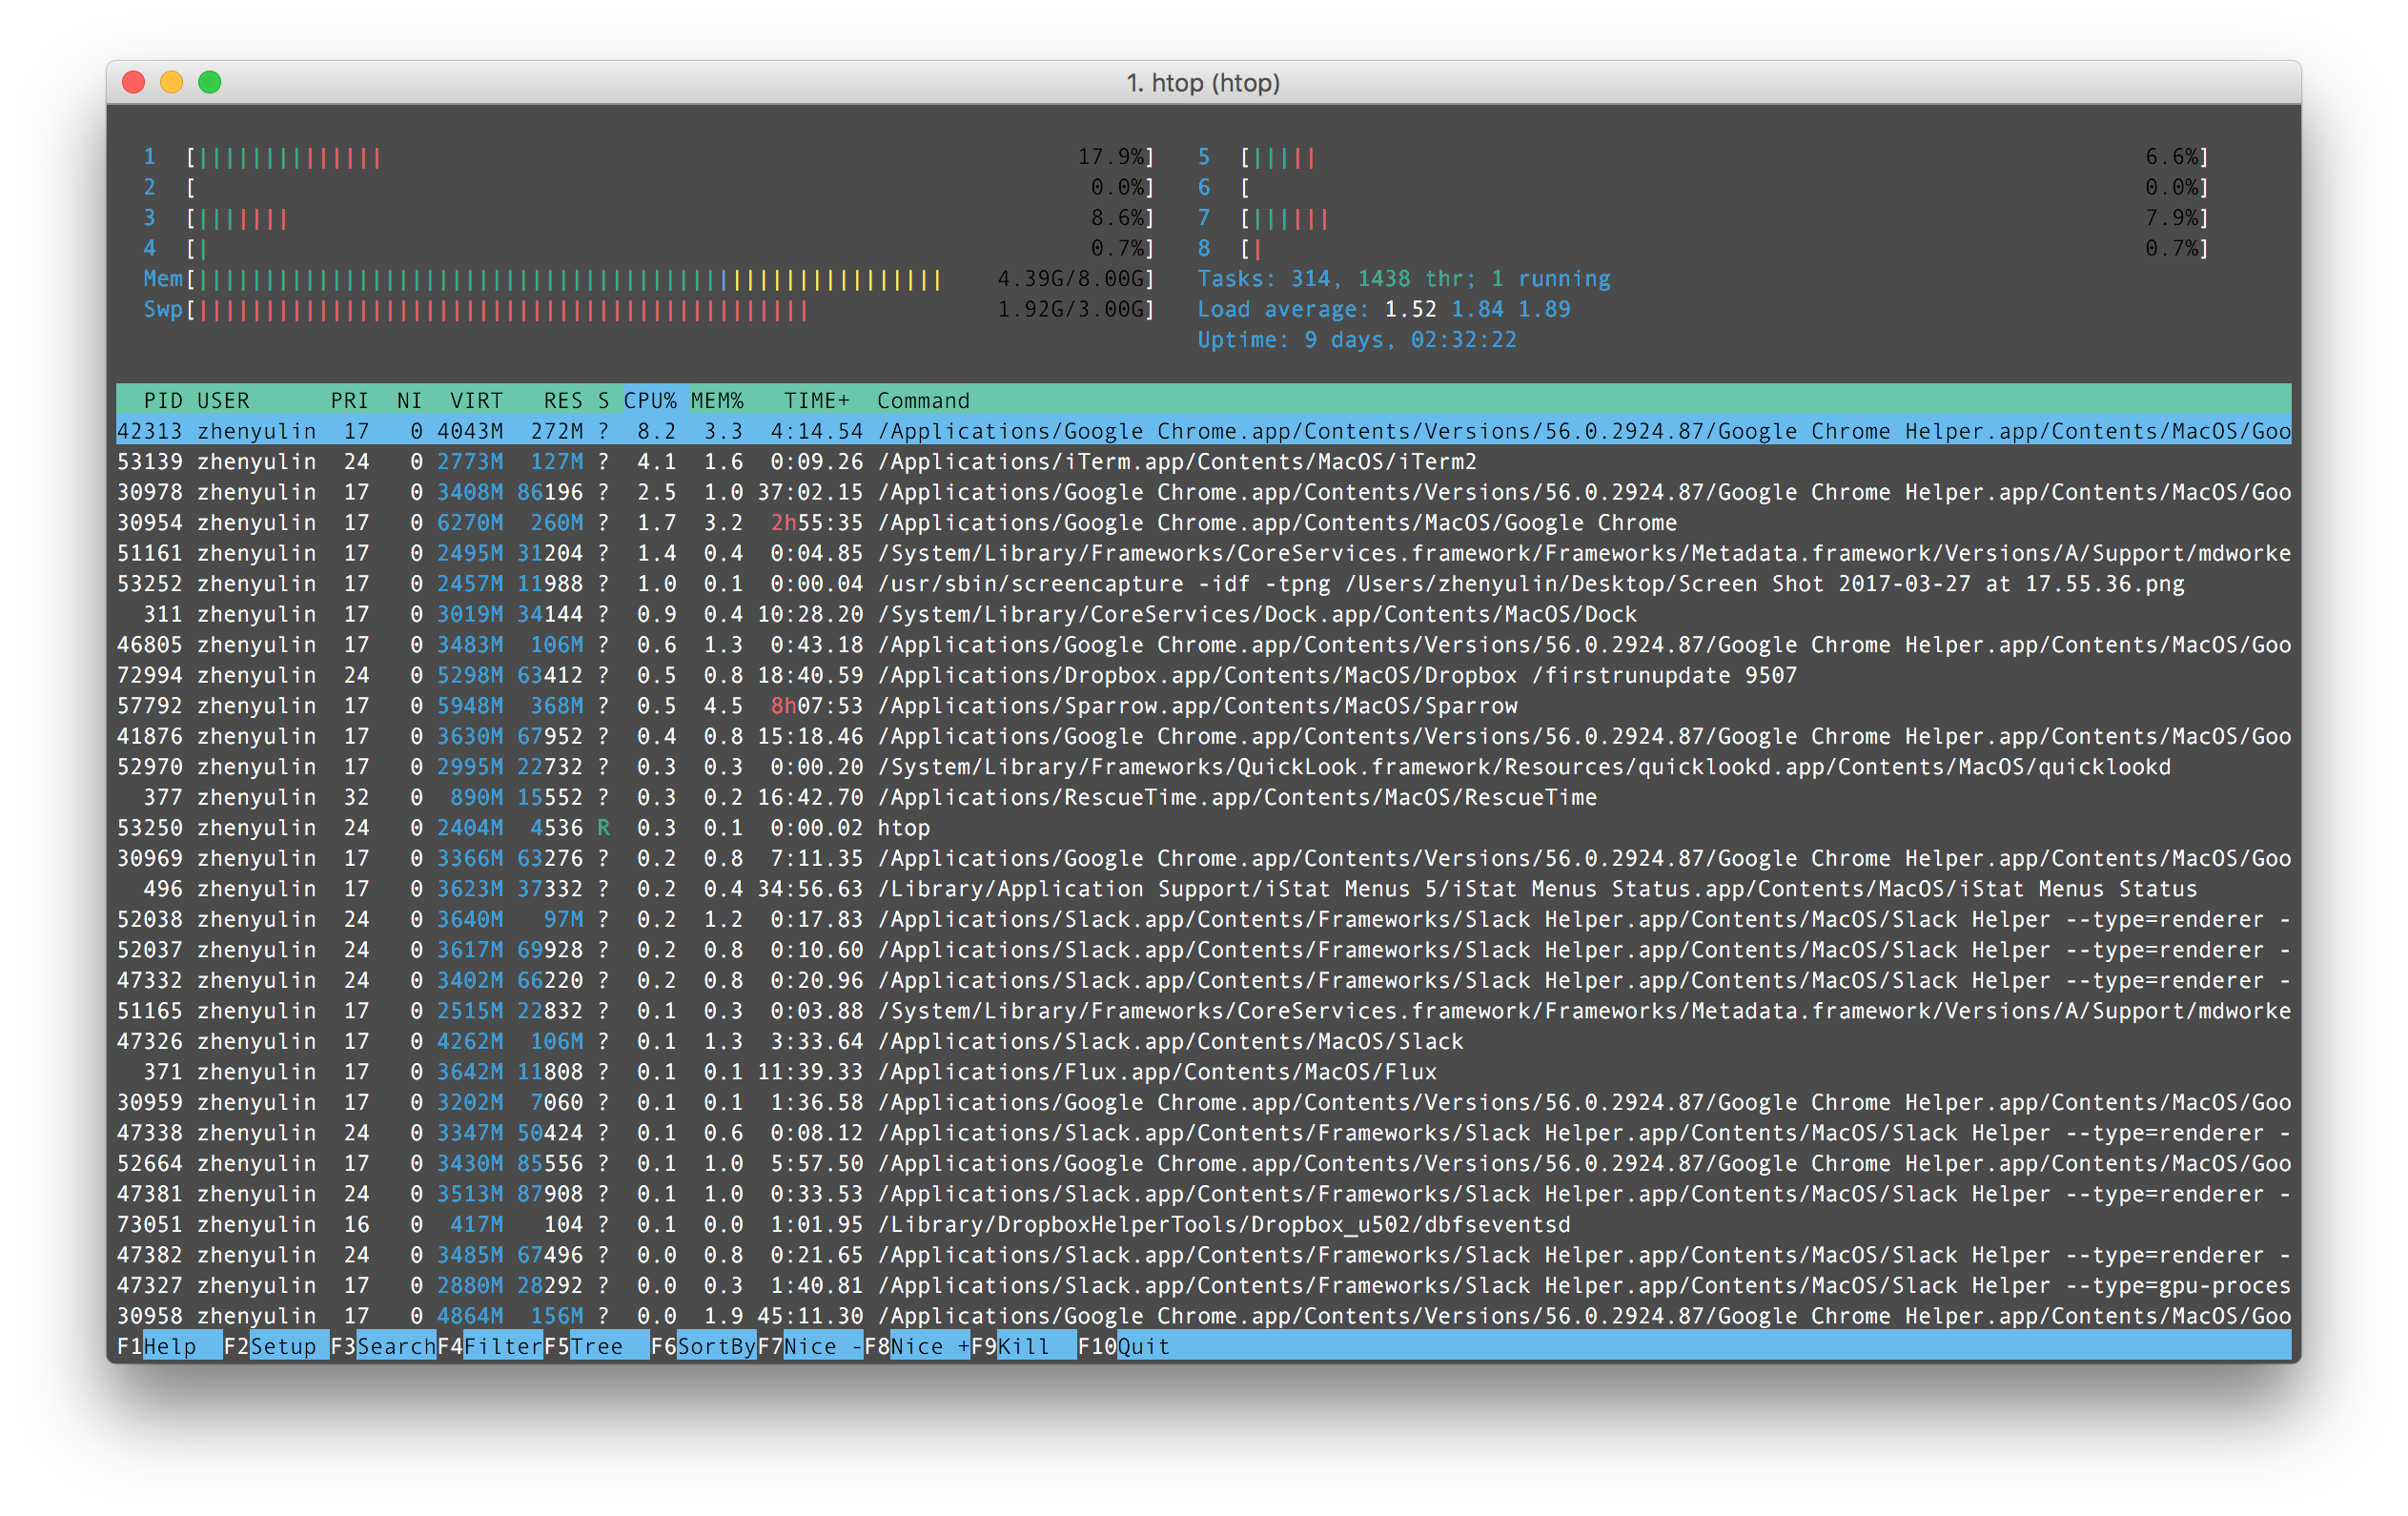 1. htop (htop)
1 [|||||||||||||| 17.9%] 5 [||||| 6.6%]
2 [ 0.0%] 6 [ 0.0%]
3 [||||||| 8.6%] 7 [|||||| 7.9%]
4 [| 0.7%] 8 [| 0.7%]
Mem[|||||||||||||||||||||||||||||||||||||||||||||||||||||||| 4.39G/8.00G] Tasks: 314, 1438 thr; 1 running
Swp[|||||||||||||||||||||||||||||||||||||||||||||| 1.92G/3.00G] Load average: 1.52 1.84 1.89
Uptime: 9 days, 02:32:22
PID USER PRI NI VIRT RES S CPU% MEM% TIME+ Command
42313 zhenyulin 17 0 4043M 272M ? 8.2 3.3 4:14.54 /Applications/Google Chrome.app/Contents/Versions/56.0.2924.87/Google Chrome Helper.app/Contents/MacOS/Goo
53139 zhenyulin 24 0 2773M 127M ? 4.1 1.6 0:09.26 /Applications/iTerm.app/Contents/MacOS/iTerm2
30978 zhenyulin 17 0 3408M 86196 ? 2.5 1.0 37:02.15 /Applications/Google Chrome.app/Contents/Versions/56.0.2924.87/Google Chrome Helper.app/Contents/MacOS/Goo
30954 zhenyulin 17 0 6270M 260M ? 1.7 3.2 2h55:35 /Applications/Google Chrome.app/Contents/MacOS/Google Chrome
51161 zhenyulin 17 0 2495M 31204 ? 1.4 0.4 0:04.85 /System/Library/Frameworks/CoreServices.framework/Frameworks/Metadata.framework/Versions/A/Support/mdworke
53252 zhenyulin 17 0 2457M 11988 ? 1.0 0.1 0:00.04 /usr/sbin/screencapture -idf -tpng /Users/zhenyulin/Desktop/Screen Shot 2017-03-27 at 17.55.36.png
311 zhenyulin 17 0 3019M 34144 ? 0.9 0.4 10:28.20 /System/Library/CoreServices/Dock.app/Contents/MacOS/Dock
46805 zhenyulin 17 0 3483M 106M ? 0.6 1.3 0:43.18 /Applications/Google Chrome.app/Contents/Versions/56.0.2924.87/Google Chrome Helper.app/Contents/MacOS/Goo
72994 zhenyulin 24 0 5298M 63412 ? 0.5 0.8 18:40.59 /Applications/Dropbox.app/Contents/MacOS/Dropbox /firstrunupdate 9507
57792 zhenyulin 17 0 5948M 368M ? 0.5 4.5 8h07:53 /Applications/Sparrow.app/Contents/MacOS/Sparrow
41876 zhenyulin 17 0 3630M 67952 ? 0.4 0.8 15:18.46 /Applications/Google Chrome.app/Contents/Versions/56.0.2924.87/Google Chrome Helper.app/Contents/MacOS/Goo
52970 zhenyulin 17 0 2995M 22732 ? 0.3 0.3 0:00.20 /System/Library/Frameworks/QuickLook.framework/Resources/quicklookd.app/Contents/MacOS/quicklookd
377 zhenyulin 32 0 890M 15552 ? 0.3 0.2 16:42.70 /Applications/RescueTime.app/Contents/MacOS/RescueTime
53250 zhenyulin 24 0 2404M 4536 R 0.3 0.1 0:00.02 htop
30969 zhenyulin 17 0 3366M 63276 ? 0.2 0.8 7:11.35 /Applications/Google Chrome.app/Contents/Versions/56.0.2924.87/Google Chrome Helper.app/Contents/MacOS/Goo
496 zhenyulin 17 0 3623M 37332 ? 0.2 0.4 34:56.63 /Library/Application Support/iStat Menus 5/iStat Menus Status.app/Contents/MacOS/iStat Menus Status
52038 zhenyulin 24 0 3640M 97M ? 0.2 1.2 0:17.83 /Applications/Slack.app/Contents/Frameworks/Slack Helper.app/Contents/MacOS/Slack Helper --type=renderer -
52037 zhenyulin 24 0 3617M 69928 ? 0.2 0.8 0:10.60 /Applications/Slack.app/Contents/Frameworks/Slack Helper.app/Contents/MacOS/Slack Helper --type=renderer -
47332 zhenyulin 24 0 3402M 66220 ? 0.2 0.8 0:20.96 /Applications/Slack.app/Contents/Frameworks/Slack Helper.app/Contents/MacOS/Slack Helper --type=renderer -
51165 zhenyulin 17 0 2515M 22832 ? 0.1 0.3 0:03.88 /System/Library/Frameworks/CoreServices.framework/Frameworks/Metadata.framework/Versions/A/Support/mdworke
47326 zhenyulin 17 0 4262M 106M ? 0.1 1.3 3:33.64 /Applications/Slack.app/Contents/MacOS/Slack
371 zhenyulin 17 0 3642M 11808 ? 0.1 0.1 11:39.33 /Applications/Flux.app/Contents/MacOS/Flux
30959 zhenyulin 17 0 3202M 7060 ? 0.1 0.1 1:36.58 /Applications/Google Chrome.app/Contents/Versions/56.0.2924.87/Google Chrome Helper.app/Contents/MacOS/Goo
47338 zhenyulin 24 0 3347M 50424 ? 0.1 0.6 0:08.12 /Applications/Slack.app/Contents/Frameworks/Slack Helper.app/Contents/MacOS/Slack Helper --type=renderer -
52664 zhenyulin 17 0 3430M 85556 ? 0.1 1.0 5:57.50 /Applications/Google Chrome.app/Contents/Versions/56.0.2924.87/Google Chrome Helper.app/Contents/MacOS/Goo
47381 zhenyulin 24 0 3513M 87908 ? 0.1 1.0 0:33.53 /Applications/Slack.app/Contents/Frameworks/Slack Helper.app/Contents/MacOS/Slack Helper --type=renderer -
73051 zhenyulin 16 0 417M 104 ? 0.1 0.0 1:01.95 /Library/DropboxHelperTools/Dropbox_u502/dbfseventsd
47382 zhenyulin 24 0 3485M 67496 ? 0.0 0.8 0:21.65 /Applications/Slack.app/Contents/Frameworks/Slack Helper.app/Contents/MacOS/Slack Helper --type=renderer -
47327 zhenyulin 17 0 2880M 28292 ? 0.0 0.3 1:40.81 /Applications/Slack.app/Contents/Frameworks/Slack Helper.app/Contents/MacOS/Slack Helper --type=gpu-proces
30958 zhenyulin 17 0 4864M 156M ? 0.0 1.9 45:11.30 /Applications/Google Chrome.app/Contents/Versions/56.0.2924.87/Google Chrome Helper.app/Contents/MacOS/Goo
F1Help F2Setup F3SearchF4FilterF5Tree F6SortByF7Nice -F8Nice +F9Kill F10Quit